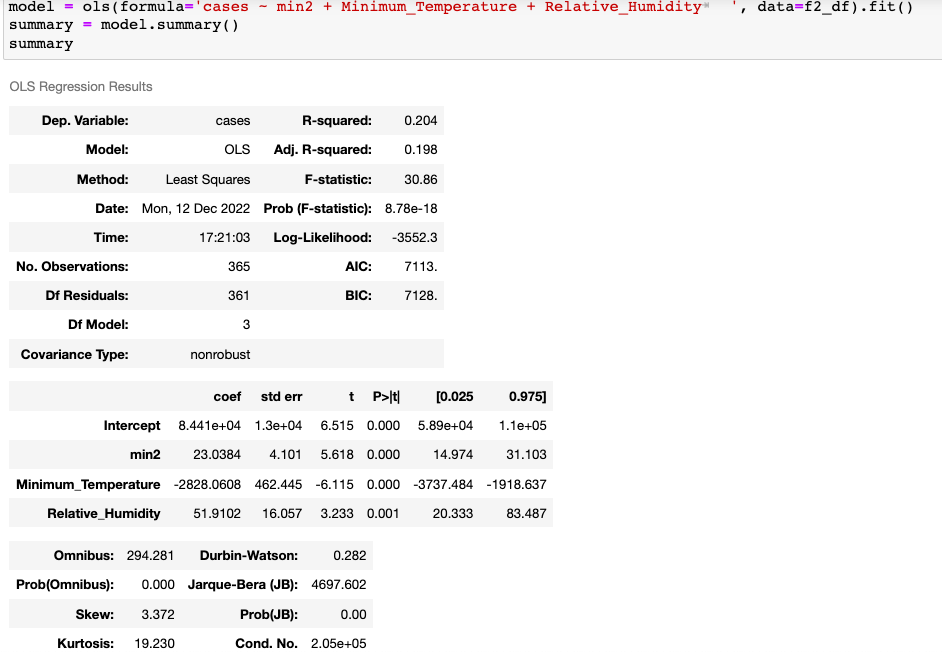 model = ols(formula='cases ~ min2 + Minimum_Temperature + Relative_Humidity ', data=f2_df).fit()
summary = model.summary()
summary
OLS Regression Results
Dep. Variable: cases R-squared: 0.204
Model: OLS Adj. R-squared: 0.198
Method: Least Squares F-statistic: 30.86
Date: Mon, 12 Dec 2022 Prob (F-statistic): 8.78e-18
Time: 17:21:03 Log-Likelihood: -3552.3
No. Observations: 365 AIC: 7113.
Df Residuals: 361 BIC: 7128.
Df Model: 3
Covariance Type: nonrobust
coef std err t P>|t| [0.025 0.975]
Intercept 8.441e+04 1.3e+04 6.515 0.000 5.89e+04 1.1e+05
min2 23.0384 4.101 5.618 0.000 14.974 31.103
Minimum_Temperature -2828.0608 462.445 -6.115 0.000 -3737.484 -1918.637
Relative_Humidity 51.9102 16.057 3.233 0.001 20.333 83.487
Omnibus: 294.281 Durbin-Watson: 0.282
Prob(Omnibus): 0.000 Jarque-Bera (JB): 4697.602
Skew: 3.372 Prob(JB): 0.00
Kurtosis: 19.230 Cond. No. 2.05e+05